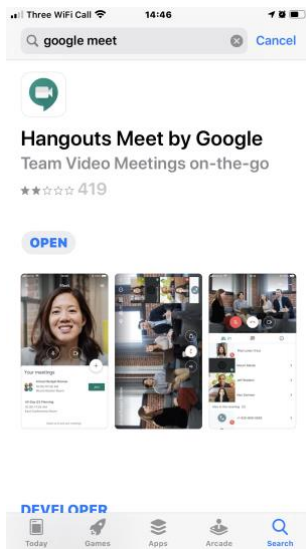 Three WiFi Call 14:46
google meet Cancel
Hangouts Meet by Google
Team Video Meetings on-the-go
419
OPEN
Your meetings
DEVELOPER
Today Games Apps Arcade Search